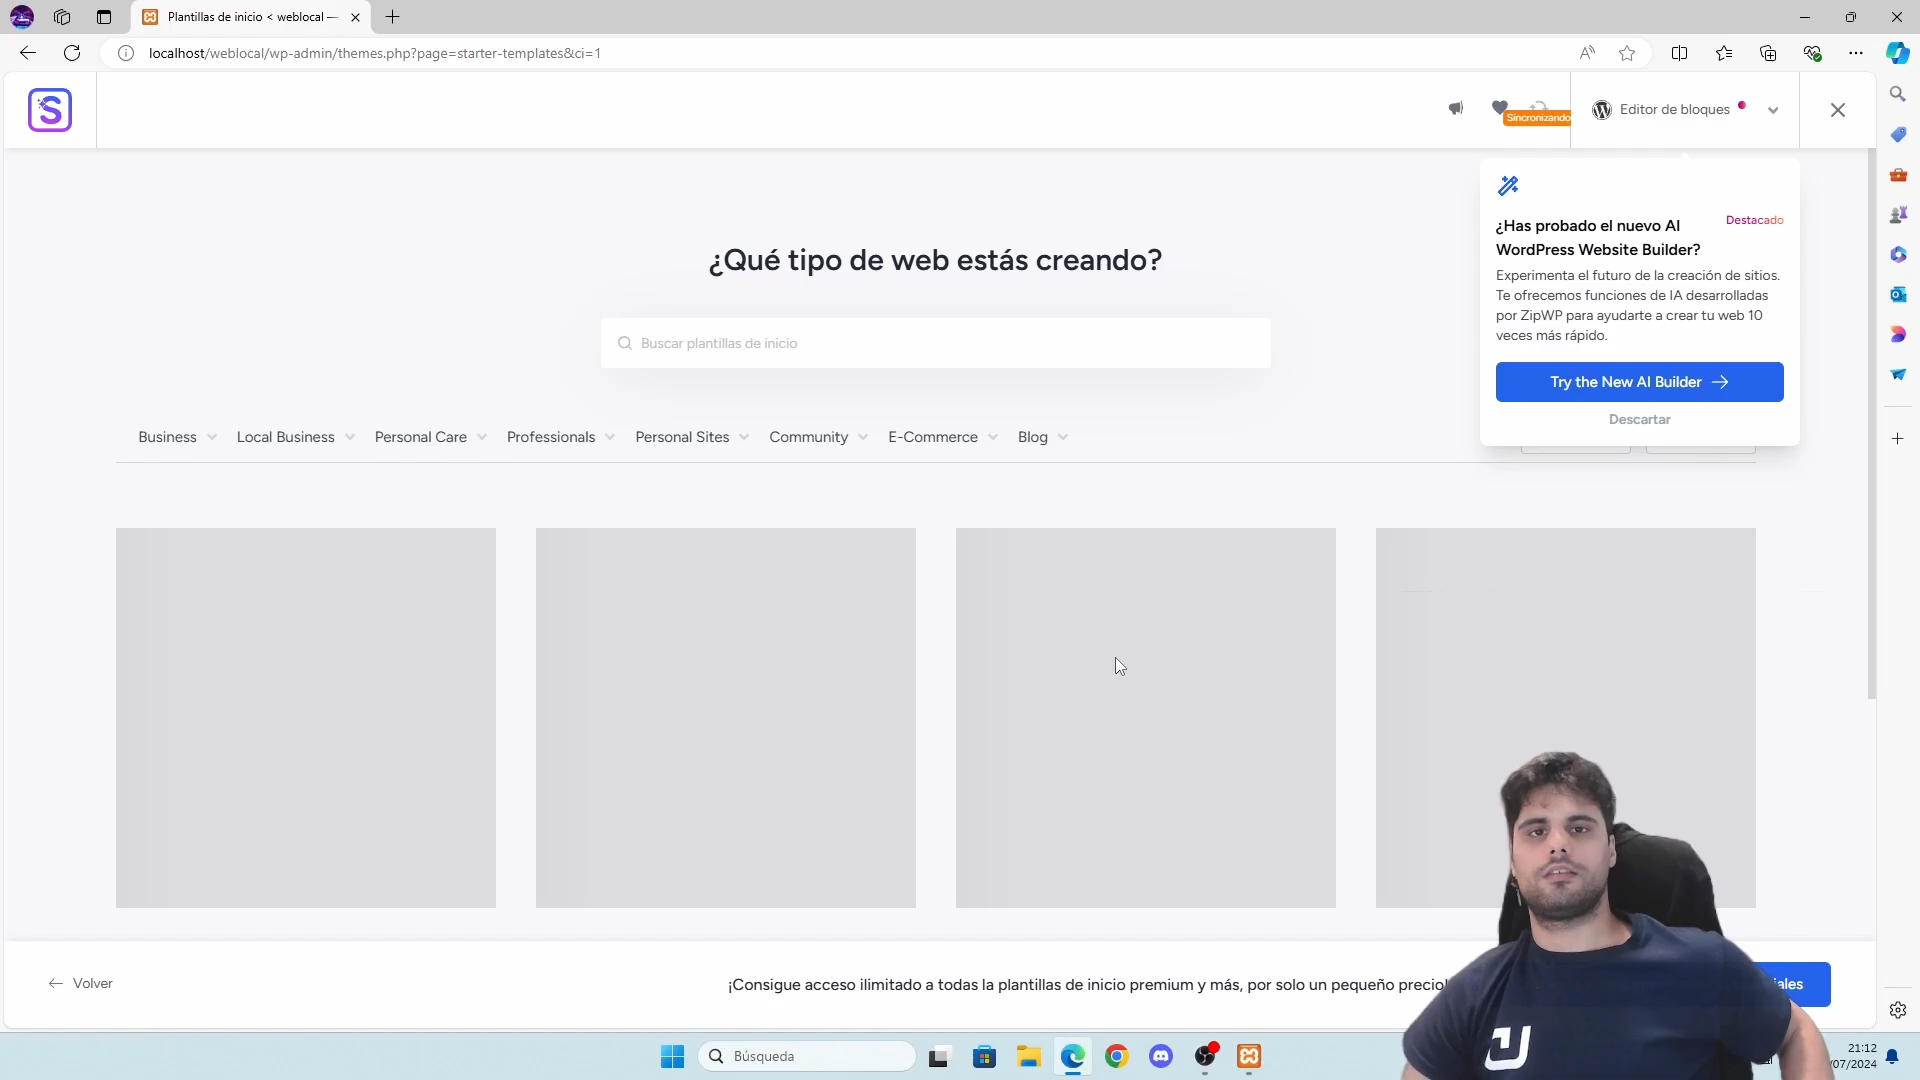 Plantillas de inicio < weblocal —
localhost/weblocal/wp-admin/themes.php?page=starter-templates&ci=1
Sincronizando
Editor de bloques
¿Has probado el nuevo AI
WordPress Website Builder?
Destacado
Experimenta el futuro de la creación de sitios.
Te ofrecemos funciones de IA desarrolladas
por ZipWP para ayudarte a crear tu web 10
veces más rápido.
Try the New AI Builder
Descartar
¿Qué tipo de web estás creando?
Buscar plantillas de inicio
Business Local Business Personal Care Professionals Personal Sites Community E-Commerce Blog
Volver
¡Consigue acceso ilimitado a todas la plantillas de inicio premium y más, por solo un pequeño precio!
Búsqueda
21:12
/07/2024